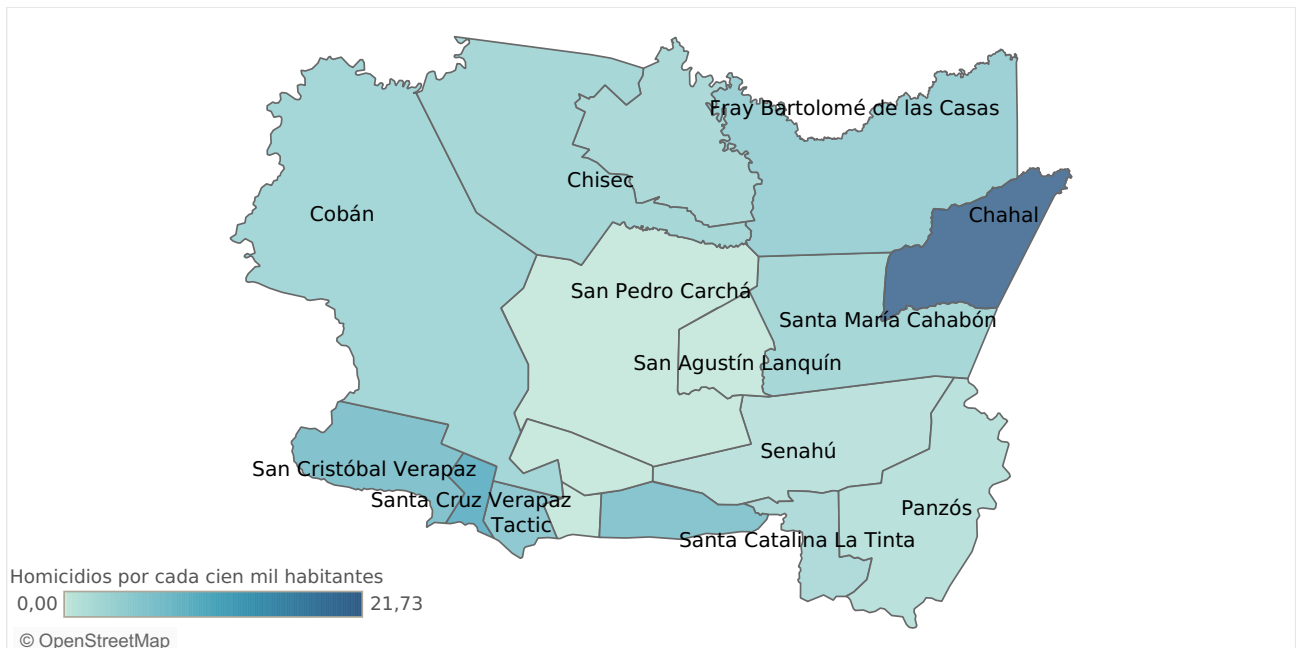 Fray Bartolomé de las Casas
Chisec
Cobán
Chahal
San Pedro Carchá
Santa María Cahabón
San Agustín Lanquín
Senahú
San Cristóbal Verapaz
Santa Cruz Verapaz
Tactic
Panzós
Santa Catalina La Tinta
Homicidios por cada cien mil habitantes
0,00 21,73
© OpenStreetMap